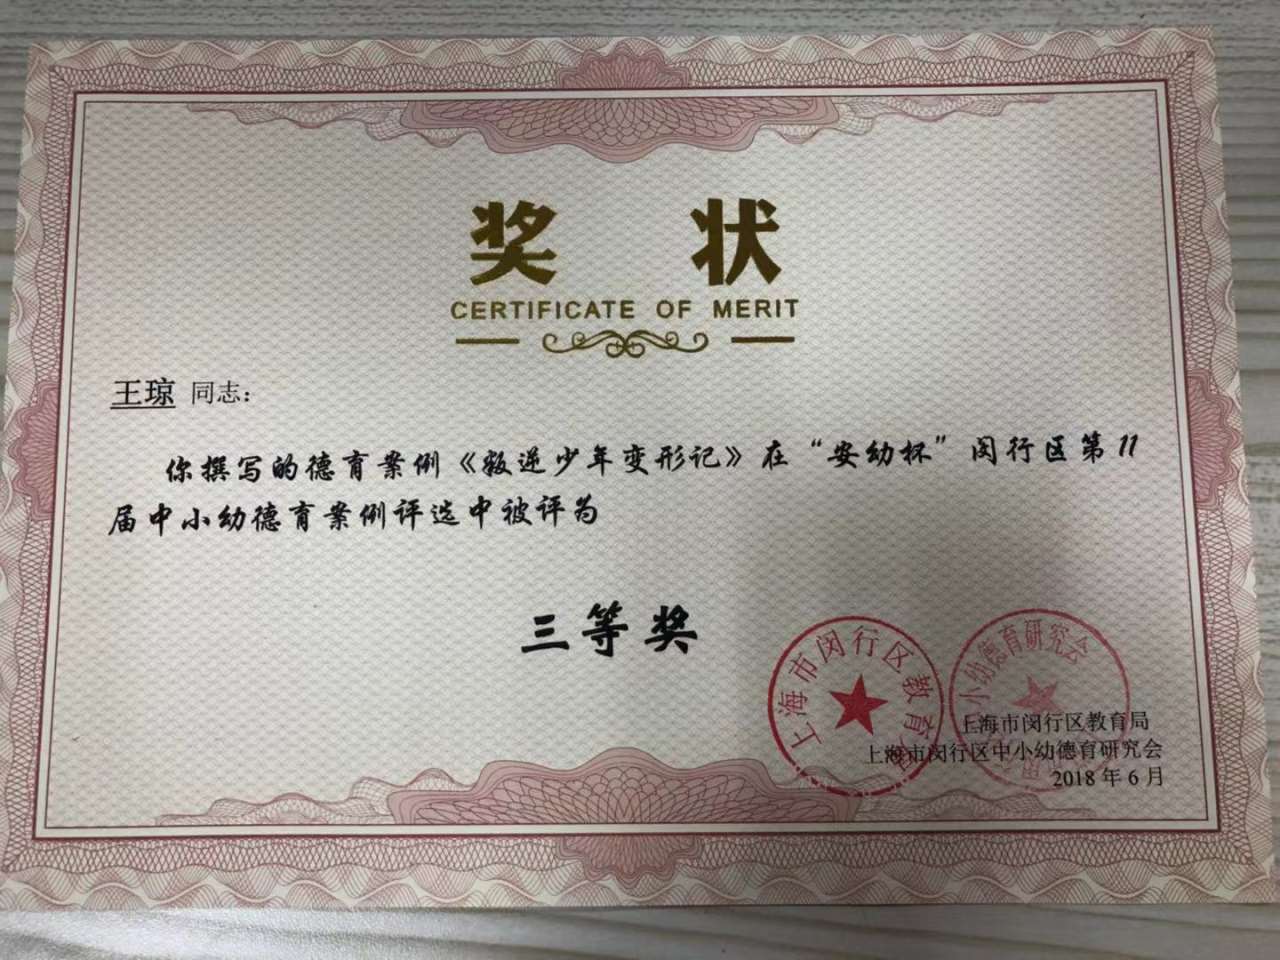 奖 状
CERTIFICATE OF MERIT
王琼 同志：
你撰写的德育案例《叛逆少年变形记》在“安幼杯”闵行区第11
届中小幼德育案例评选中被评为
三等奖
上海市闵行区教育局
小幼德育研究会
上海市闵行区教育局
上海市闵行区中小幼德育研究会
2018年6月